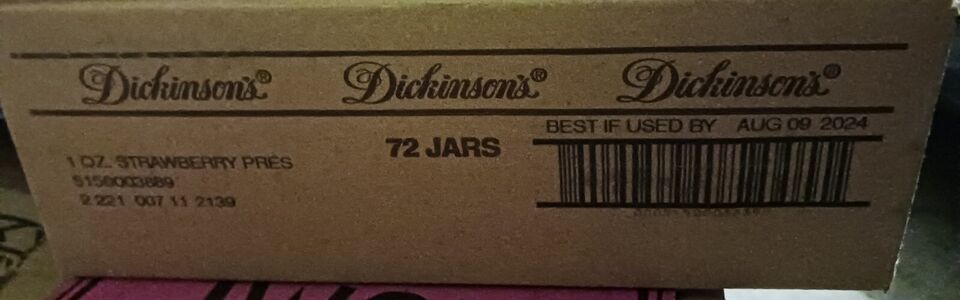 Dickinson's® Dickinson's® Dickinson's®
BEST IF USED BY AUG 09 2024
72 JARS
1 OZ. STRAWBERRY PRES
5150003889
2 221 007 11 2139